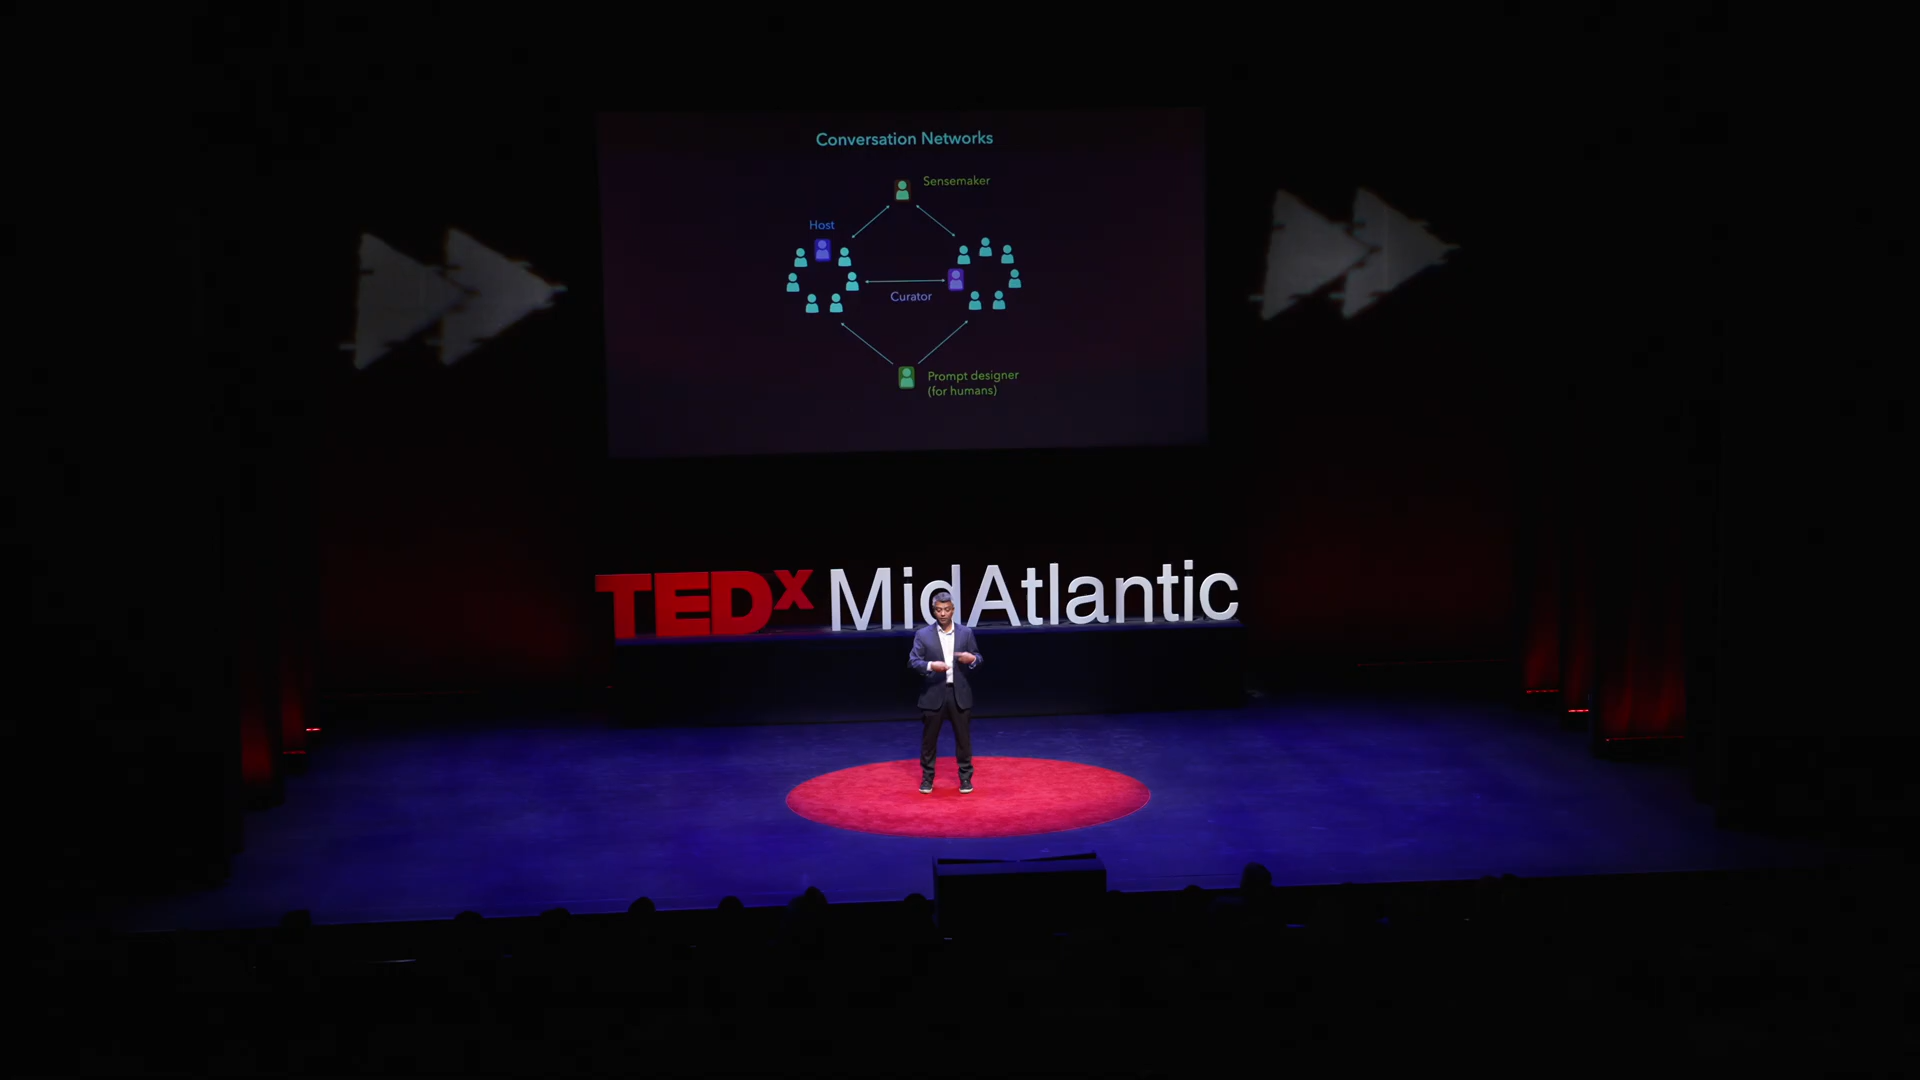 Conversation Networks
Sensemaker
Host
Curator
Prompt designer
(for humans)
TEDx MidAtlantic